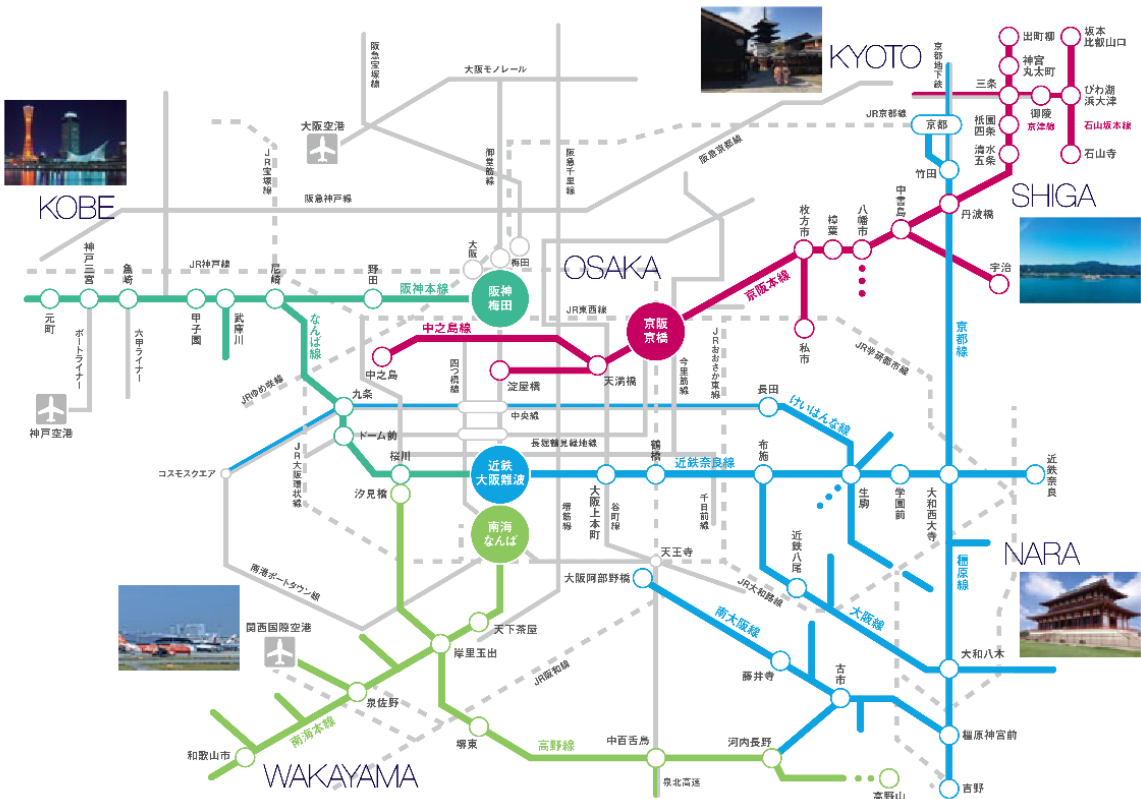 KYOTO
KOBE
OSAKA
SHIGA
NARA
WAKAYAMA
阪急宝塚線
大阪モノレール
大阪空港
JR宝塚線
御堂筋線
阪急千里線
阪急神戸線
阪急京都線
JR京都線
京都地下鉄
京都
竹田
出町柳
神宮
丸太町
三条
祇園
四条
清水
五条
御陵
京津線
坂本
比叡山口
びわ湖
浜大津
石山坂本線
石山寺
丹波橋
中書島
宇治
八幡市
樟葉
枚方市
私市
京阪本線
京阪
京橋
天満橋
淀屋橋
中之島線
中之島
JR東西線
JR神戸線
大阪
梅田
阪神
梅田
阪神本線
野田
尼崎
武庫川
甲子園
魚崎
神戸三宮
元町
ポートライナー
六甲ライナー
神戸空港
なんば線
JRゆめ咲線
九条
ドーム前
桜川
汐見橋
コスモスクエア
JR大阪環状線
四つ橋線
中央線
長堀鶴見緑地線
今里筋線
JRおおさか東線
JR学研都市線
京都線
長田
けいはんな線
近鉄
大阪難波
近鉄奈良線
大阪上本町
鶴橋
布施
生駒
学園前
大和西大寺
近鉄奈良
堺筋線
谷町線
千日前線
南海
なんば
天王寺
大阪阿部野橋
JR大和路線
近鉄八尾
大阪線
橿原線
大和八木
南大阪線
藤井寺
古市
橿原神宮前
吉野
南港ポートタウン線
関西国際空港
天下茶屋
岸里玉出
泉佐野
南海本線
和歌山市
JR阪和線
堺東
高野線
中百舌鳥
泉北高速
河内長野
高野山